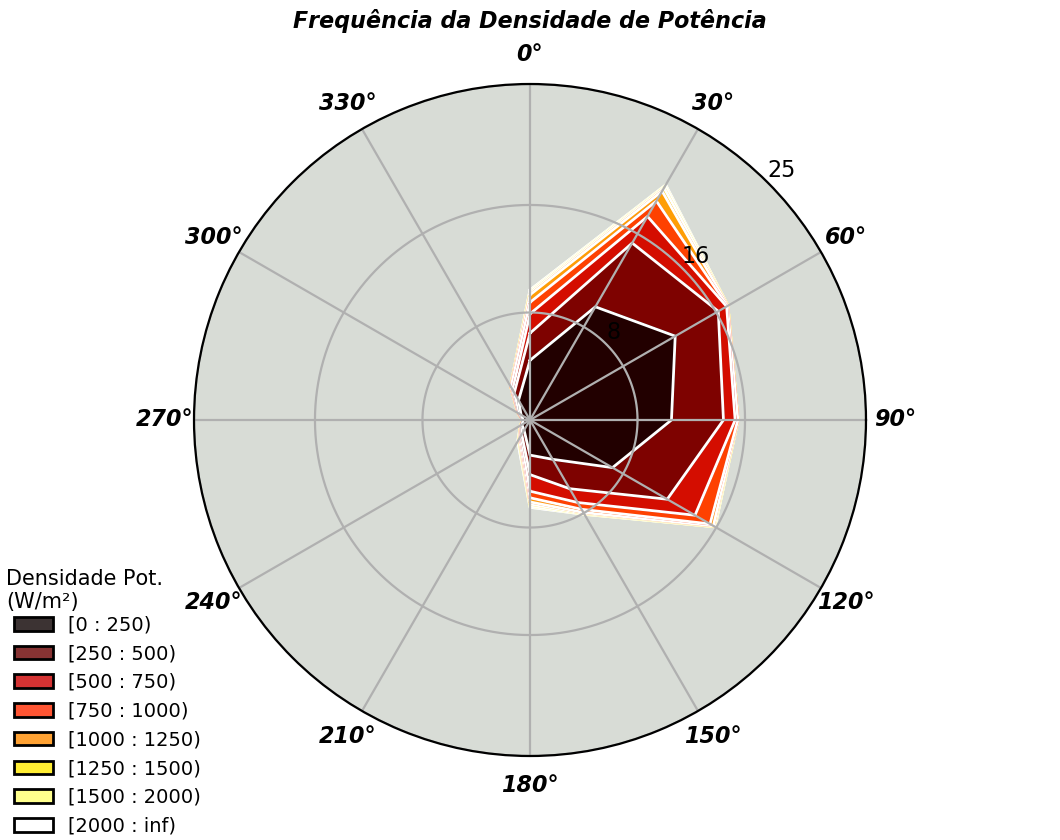 Frequência da Densidade de Potência
0°
330°
30°
25
300°
60°
16
8
270°
90°
240°
120°
210°
150°
180°
Densidade Pot.
(W/m²)
[0 : 250)
[250 : 500)
[500 : 750)
[750 : 1000)
[1000 : 1250)
[1250 : 1500)
[1500 : 2000)
[2000 : inf)